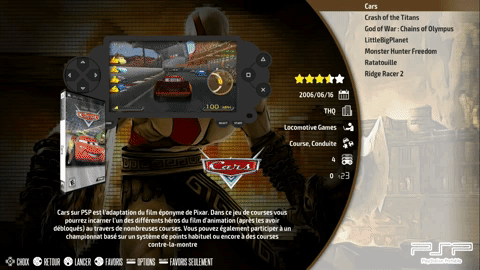 Cars
Crash of the Titans
God of War : Chains of Olympus
LittleBigPlanet
Monster Hunter Freedom
Ratatouille
Ridge Racer 2
2006/06/16
THQ
Locomotive Games
Course, Conduite
4
0
Cars
Cars sur PSP est l'adaptation du film éponyme de Pixar. Dans ce jeu de courses vous
pourrez incarner l'un des différents héros du film d'animation (après les avoir
débloqués) au travers de nombreuses courses. Vous pouvez également participer à un
championnat basé sur un système de points habituel ou encore à des courses
contre-la-montre
CHOIX RETOUR LANCER FAVORIS OPTIONS FAVORIS SEULEMENT
PSP
PlayStation Portable